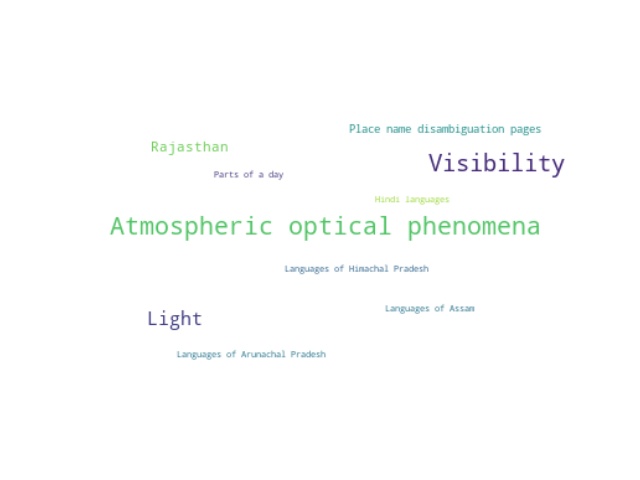 Place name disambiguation pages
Rajasthan
Visibility
Parts of a day
Hindi languages
Atmospheric optical phenomena
Languages of Himachal Pradesh
Languages of Assam
Light
Languages of Arunachal Pradesh